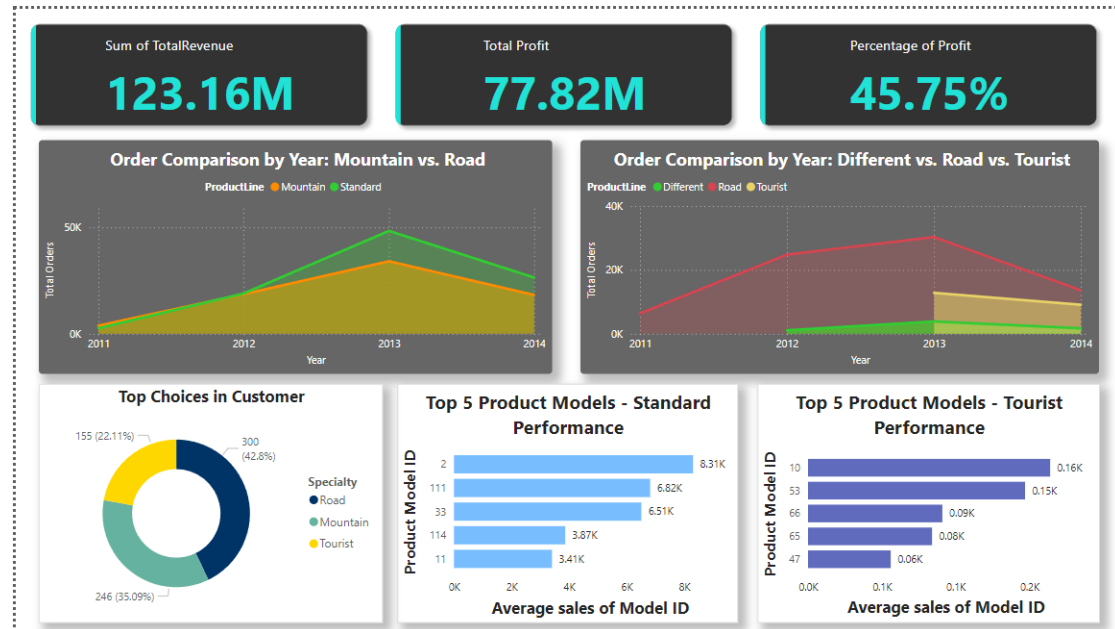 Sum of TotalRevenue
123.16M
Total Profit
77.82M
Percentage of Profit
45.75%
Order Comparison by Year: Mountain vs. Road
ProductLine Mountain Standard
Total Orders
50K
0K
2011 2012 2013 2014
Year
Order Comparison by Year: Different vs. Road vs. Tourist
ProductLine Different Road Tourist
Total Orders
40K
20K
0K
2011 2012 2013 2014
Year
Top Choices in Customer
155 (22.11%)
300
(42.8%)
246 (35.09%)
Specialty
Road
Mountain
Tourist
Top 5 Product Models - Standard
Performance
Product Model ID
2 8.31K
111 6.82K
33 6.51K
114 3.87K
11 3.41K
0K 2K 4K 6K 8K
Average sales of Model ID
Top 5 Product Models - Tourist
Performance
Product Model ID
10 0.16K
53 0.15K
66 0.09K
65 0.08K
47 0.06K
0.0K 0.1K 0.1K 0.2K
Average sales of Model ID